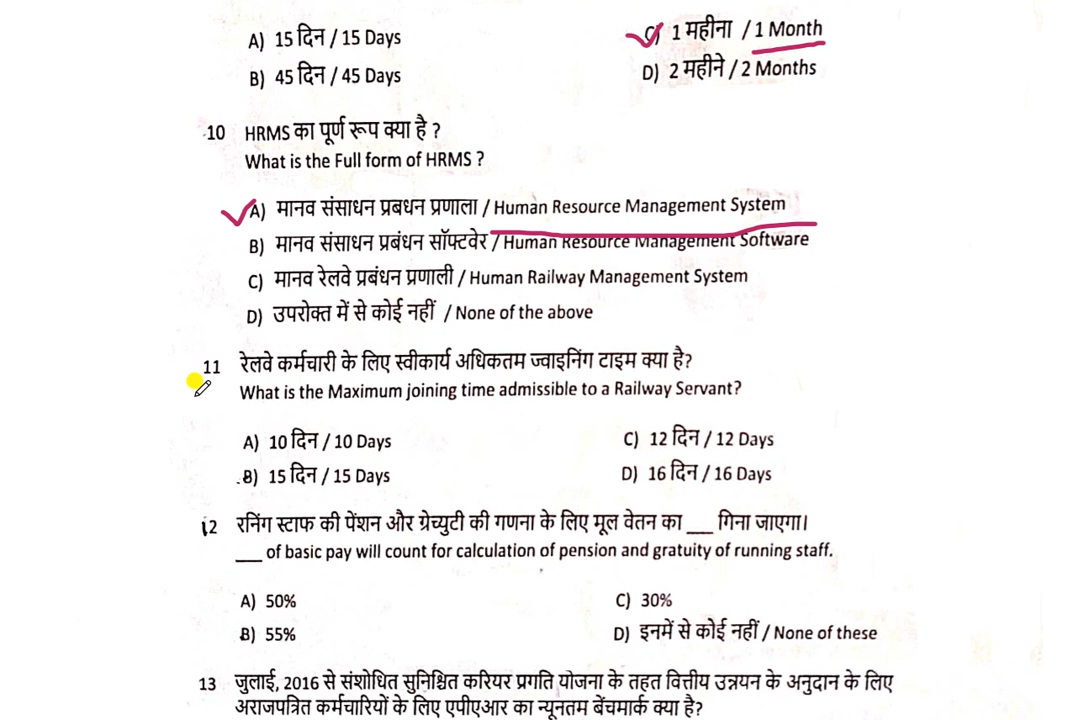 A) 15 दिन / 15 Days
C) 1 महीना / 1 Month
B) 45 दिन / 45 Days
D) 2 महीने / 2 Months
10 HRMS का पूर्ण रूप क्या है ?
What is the Full form of HRMS ?
A) मानव संसाधन प्रबधन प्रणाला / Human Resource Management System
B) मानव संसाधन प्रबंधन सॉफ्टवेर / Human Resource Management Software
C) मानव रेलवे प्रबंधन प्रणाली / Human Railway Management System
D) उपरोक्त में से कोई नहीं / None of the above
11 रेलवे कर्मचारी के लिए स्वीकार्य अधिकतम ज्वाइनिंग टाइम क्या है?
What is the Maximum joining time admissible to a Railway Servant?
A) 10 दिन / 10 Days
C) 12 दिन / 12 Days
B) 15 दिन / 15 Days
D) 16 दिन / 16 Days
12 रनिंग स्टाफ की पेंशन और ग्रेच्युटी की गणना के लिए मूल वेतन का ___ गिना जाएगा।
___ of basic pay will count for calculation of pension and gratuity of running staff.
A) 50%
C) 30%
B) 55%
D) इनमें से कोई नहीं / None of these
13 जुलाई, 2016 से संशोधित सुनिश्चित करियर प्रगति योजना के तहत वित्तीय उन्नयन के अनुदान के लिए
अराजपत्रित कर्मचारियों के लिए एपीएआर का न्यूनतम बेंचमार्क क्या है?